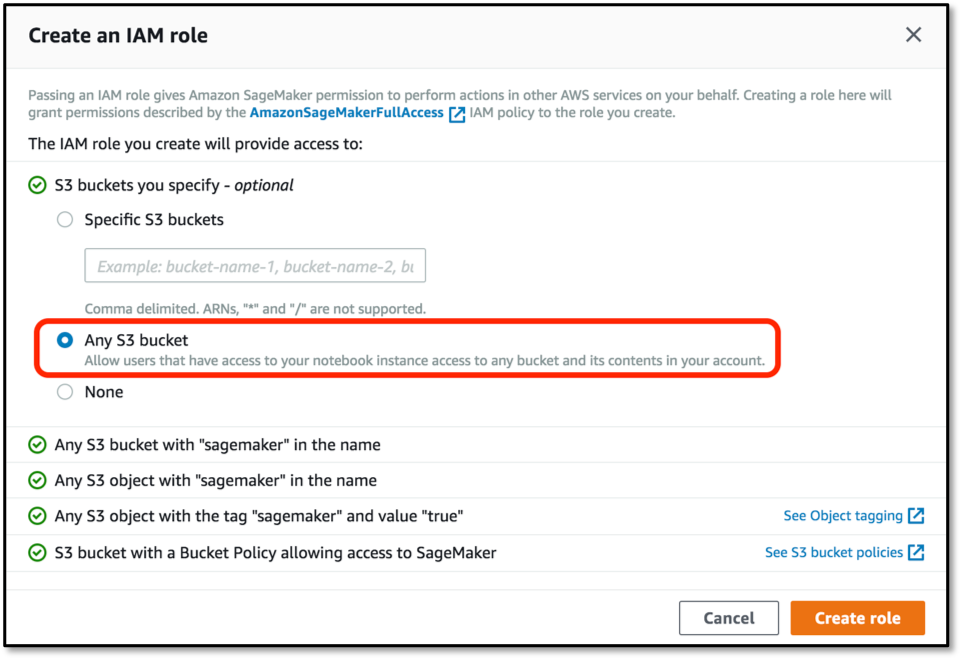 Create an IAM role
Passing an IAM role gives Amazon SageMaker permission to perform actions in other AWS services on your behalf. Creating a role here will
grant permissions described by the AmazonSageMakerFullAccess IAM policy to the role you create.
The IAM role you create will provide access to:
S3 buckets you specify - optional
Specific S3 buckets
Example: bucket-name-1, bucket-name-2, bu
Comma delimited. ARNs, "*" and "/" are not supported.
Any S3 bucket
Allow users that have access to your notebook instance access to any bucket and its contents in your account.
None
Any S3 bucket with "sagemaker" in the name
Any S3 object with "sagemaker" in the name
Any S3 object with the tag "sagemaker" and value "true" See Object tagging
S3 bucket with a Bucket Policy allowing access to SageMaker See S3 bucket policies
Cancel Create role